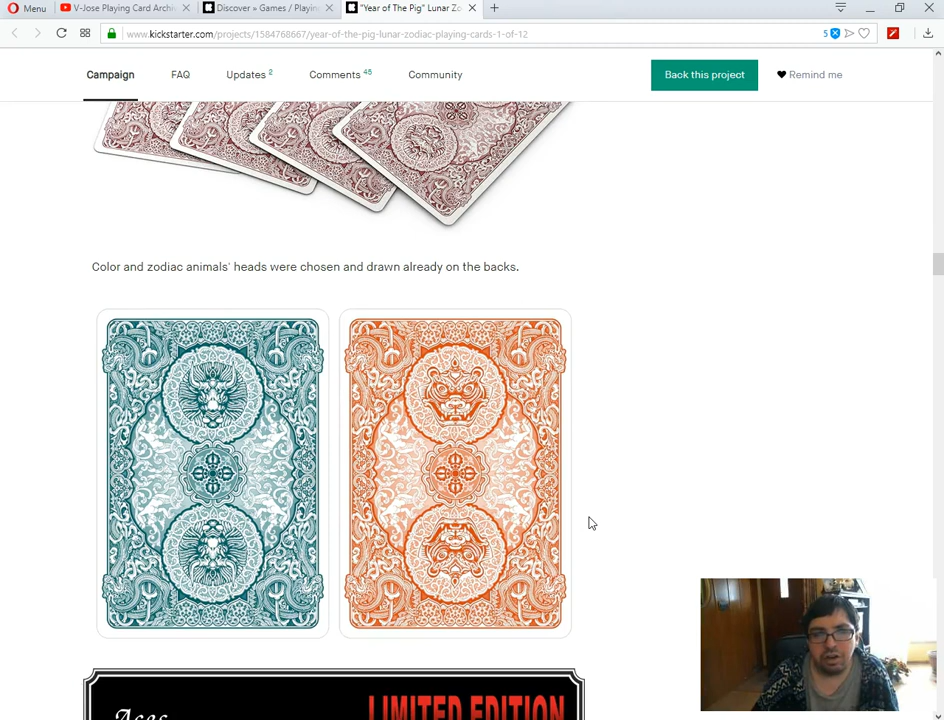 Menu
V-Jose Playing Card Archi
Discover » Games / Playin
"Year of The Pig" Lunar Zo
www.kickstarter.com/projects/1584768667/year-of-the-pig-lunar-zodiac-playing-cards-1-of-12
5
Campaign
FAQ
Updates 2
Comments 45
Community
Back this project
Remind me
Color and zodiac animals' heads were chosen and drawn already on the backs.
Aces
LIMITED EDITION